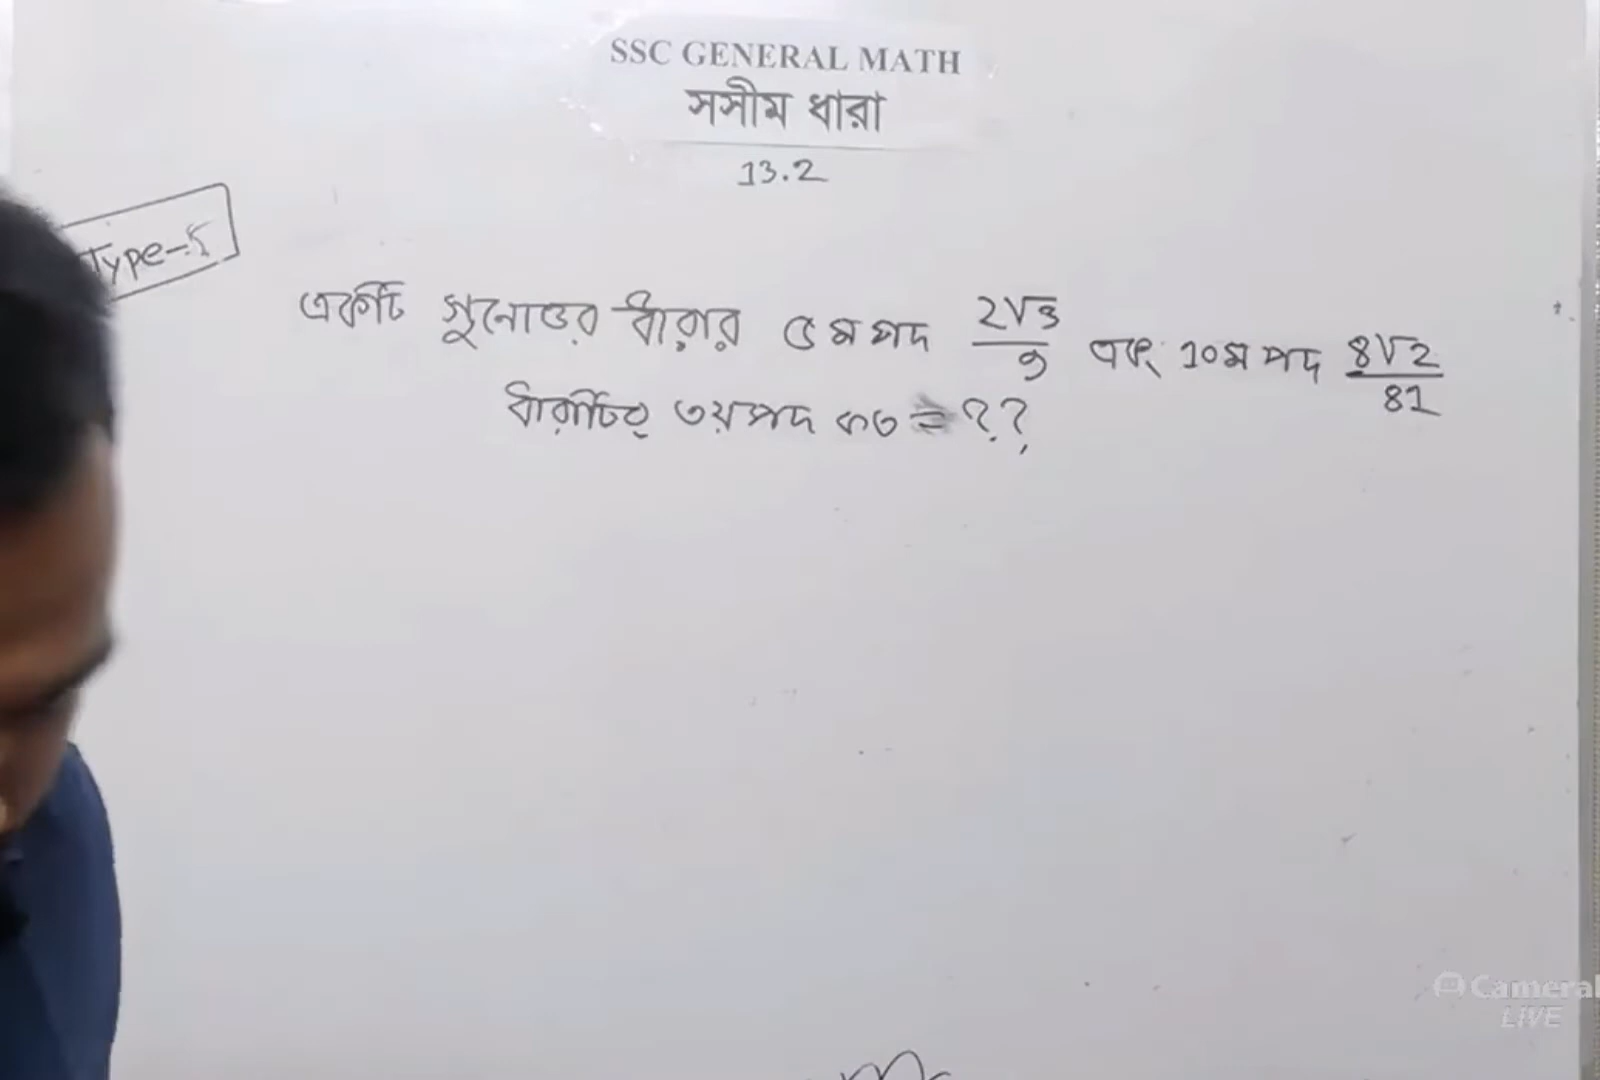 SSC GENERAL MATH
সসীম ধারা
13.2
Type-5
একটি গুনোত্তর ধারার ৫ম পদ 2√3/9 এবং 10ম পদ 8√2/81
ধারাটির ৩য় পদ কত = ??
Camera
LIVE